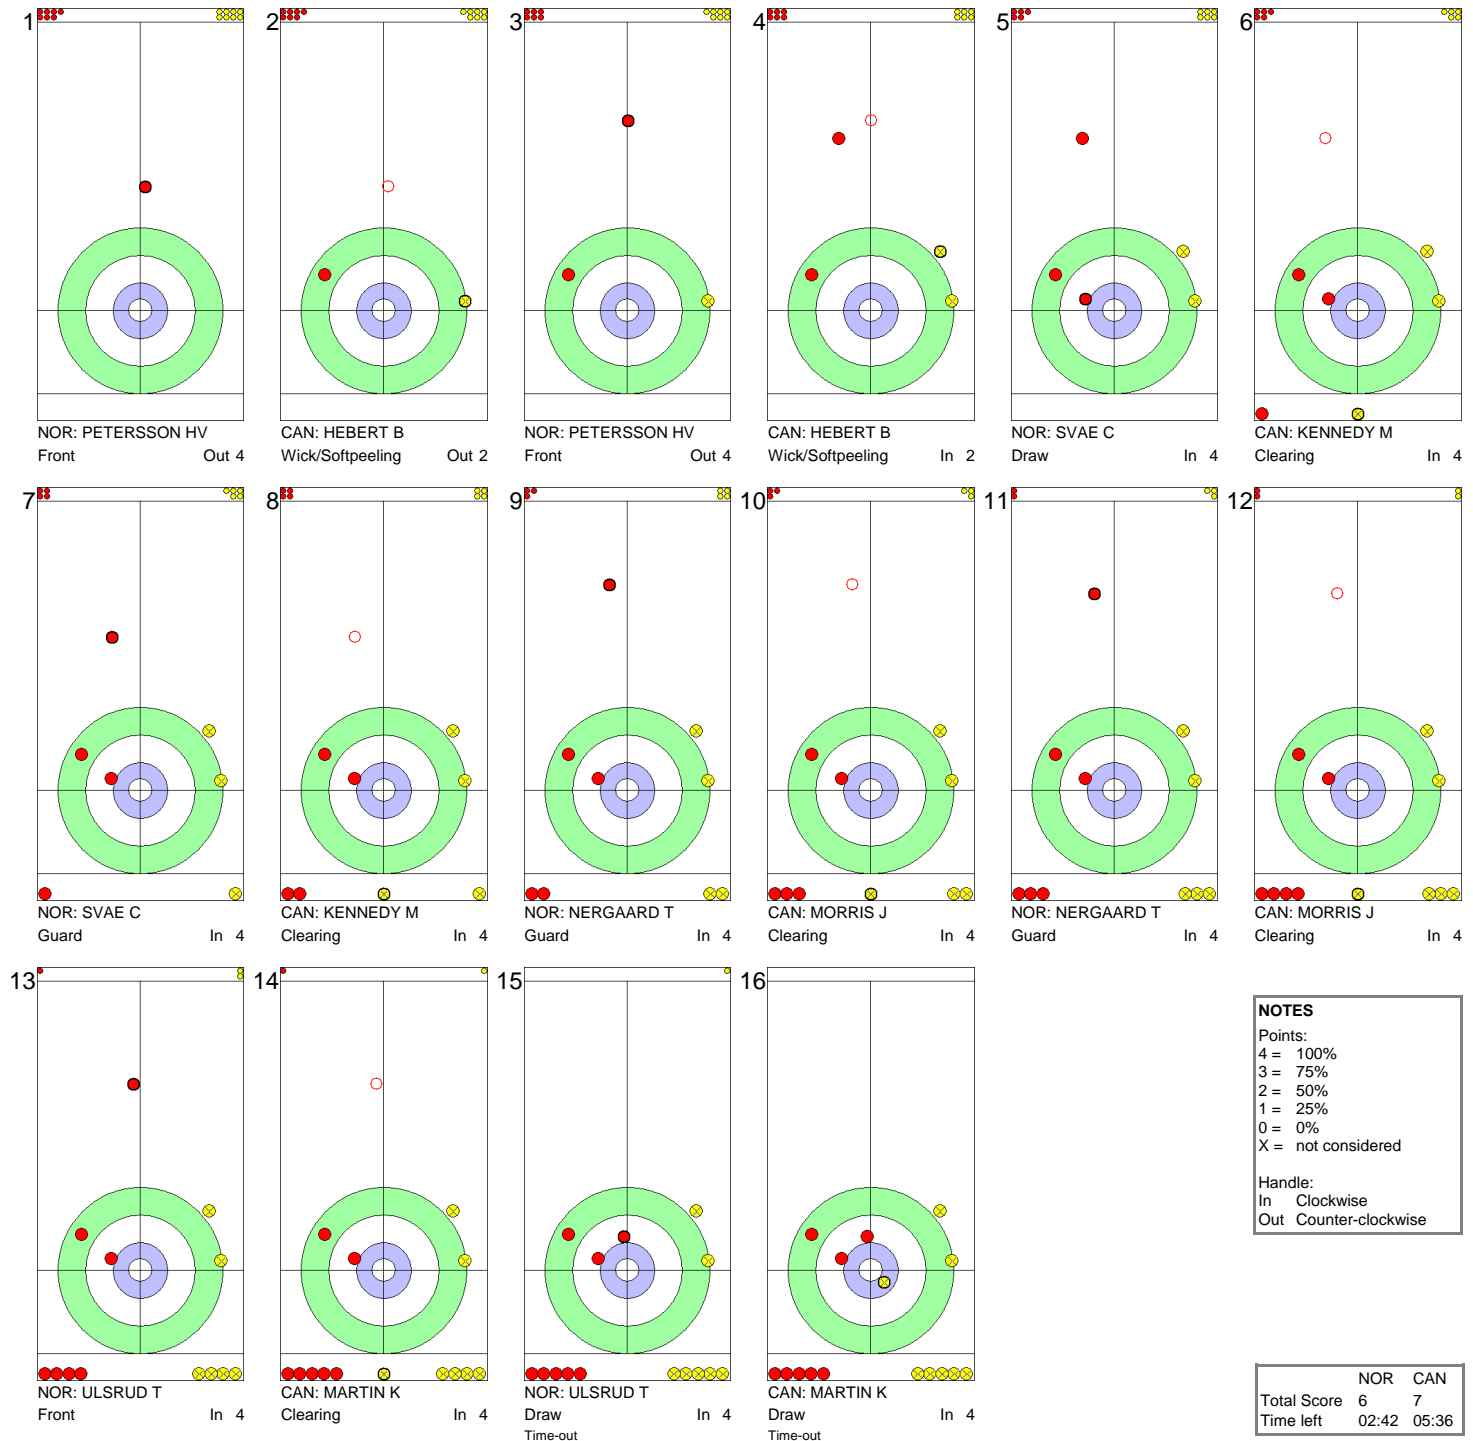 1
2
3
4
5
6
NOR: PETERSSON HV
Front Out 4
CAN: HEBERT B
Wick/Softpeeling Out 2
NOR: PETERSSON HV
Front Out 4
CAN: HEBERT B
Wick/Softpeeling In 2
NOR: SVAE C
Draw In 4
CAN: KENNEDY M
Clearing In 4
7
8
9
10
11
12
NOR: SVAE C
Guard In 4
CAN: KENNEDY M
Clearing In 4
NOR: NERGAARD T
Guard In 4
CAN: MORRIS J
Clearing In 4
NOR: NERGAARD T
Guard In 4
CAN: MORRIS J
Clearing In 4
13
14
15
16
NOR: ULSRUD T
Front In 4
CAN: MARTIN K
Clearing In 4
NOR: ULSRUD T
Draw In 4
Time-out
CAN: MARTIN K
Draw In 4
Time-out
NOTES
Points:
4 = 100%
3 = 75%
2 = 50%
1 = 25%
0 = 0%
X = not considered
Handle:
In Clockwise
Out Counter-clockwise
NOR CAN
Total Score 6 7
Time left 02:42 05:36